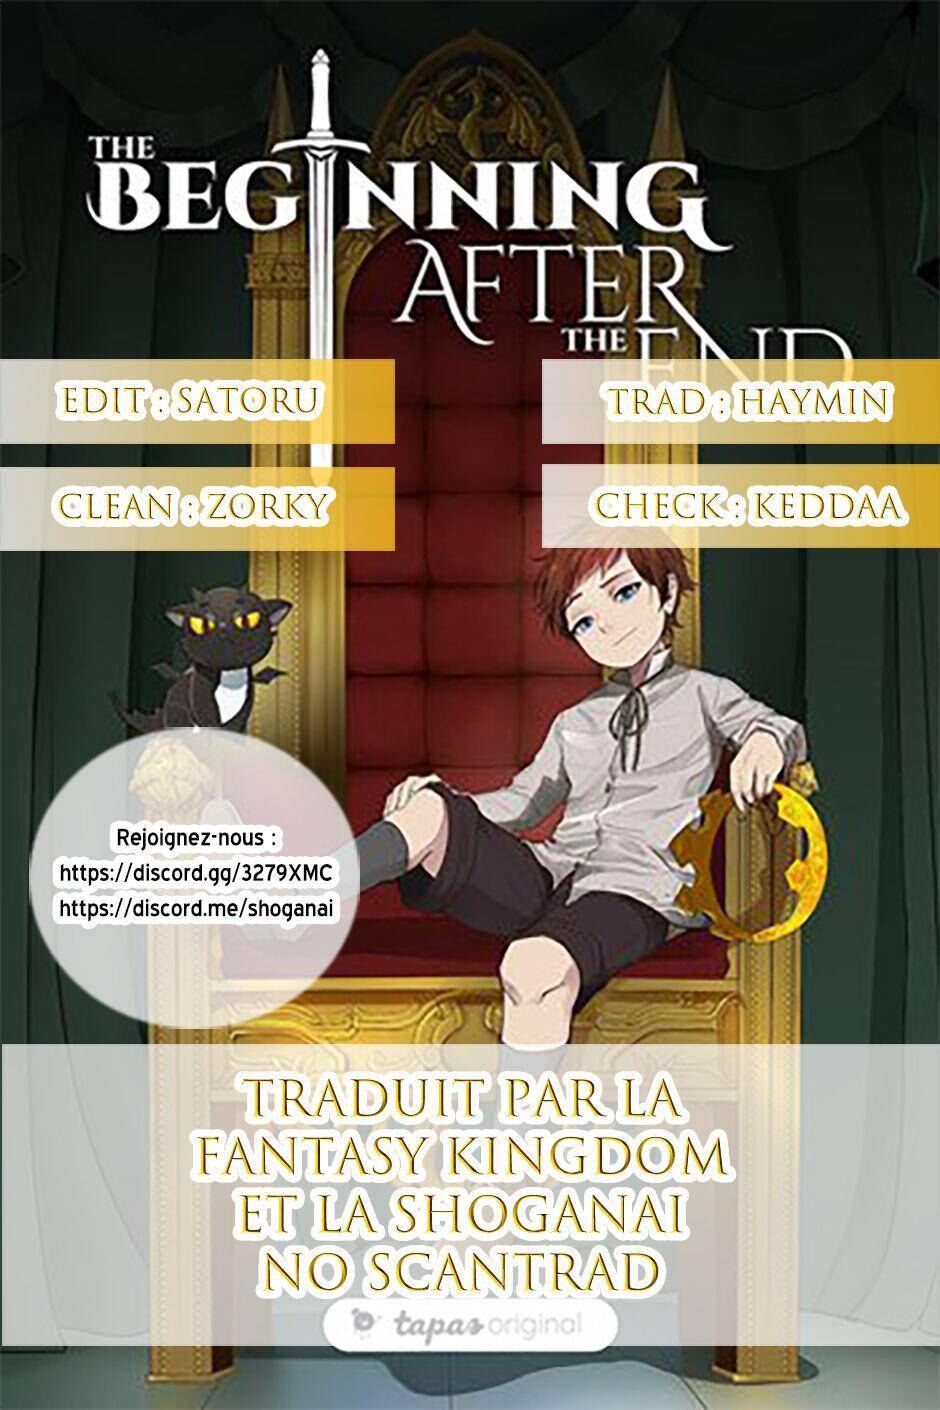 THE
BEGINNING
AFTER
THE END
EDIT : SATORU
TRAD : HAYMIN
CLEAN : ZORKY
CHECK : KEDDAA
Rejoignez-nous :
https://discord.gg/3279XMC
https://discord.me/shoganai
TRADUIT PAR LA
FANTASY KINGDOM
ET LA SHOGANAI
NO SCANTRAD
tapas original